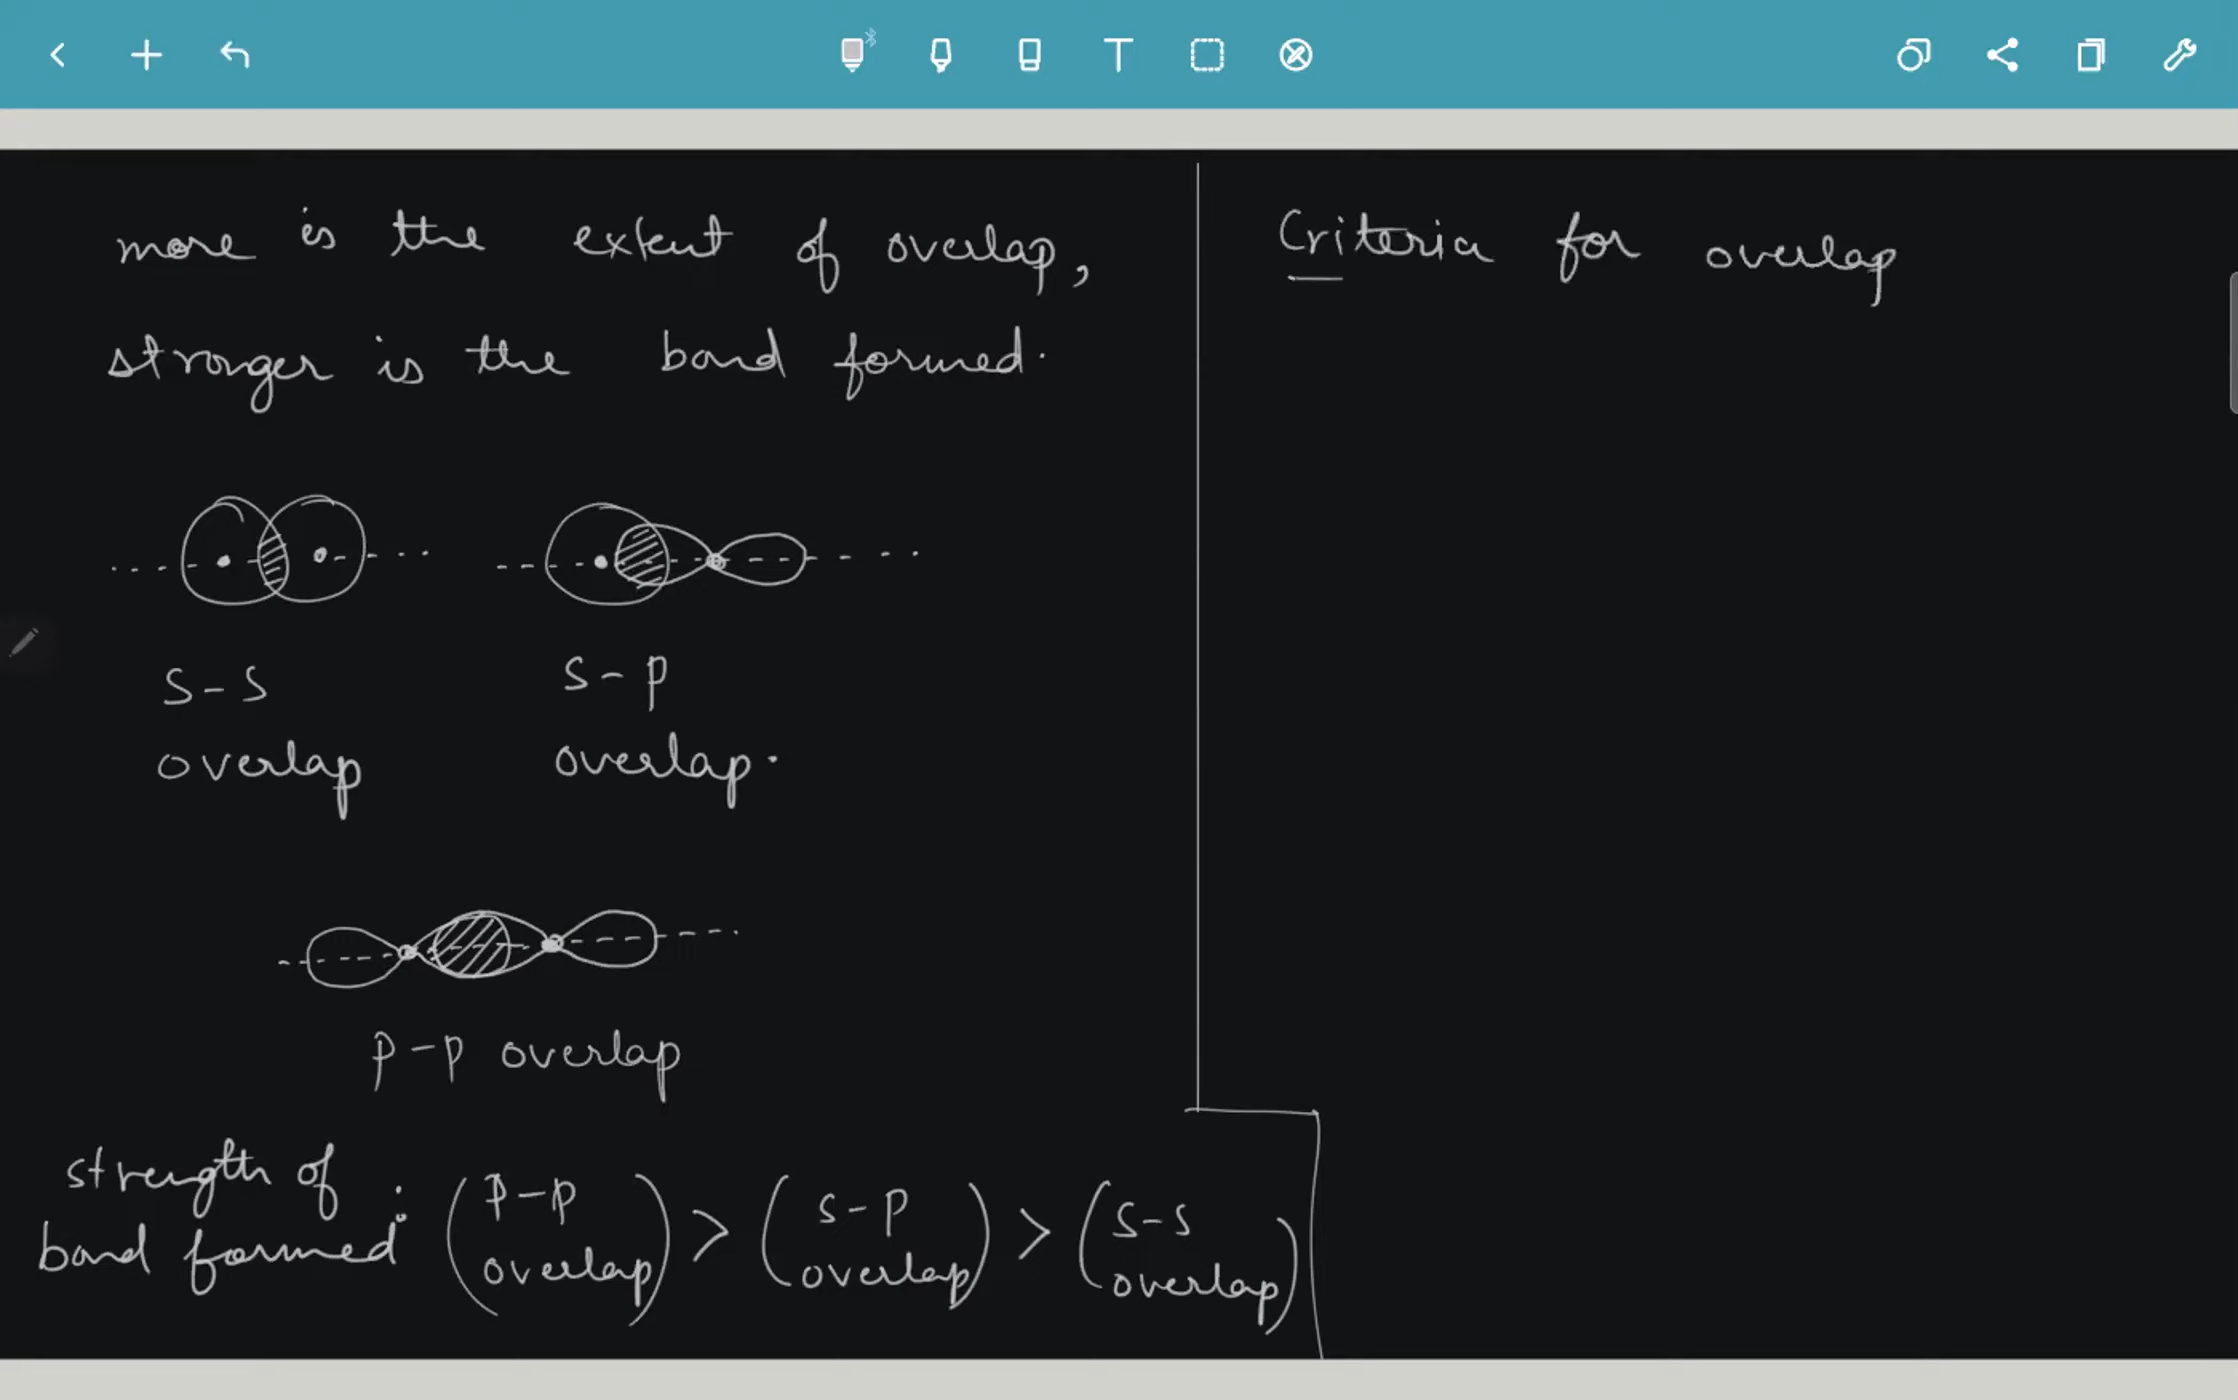 more is the extent of overlap,
stronger is the bond formed.
s-s
overlap
s-p
overlap.
p-p overlap
strength of
bond formed : (p-p overlap) > (s-p overlap) > (s-s overlap)
Criteria for overlap